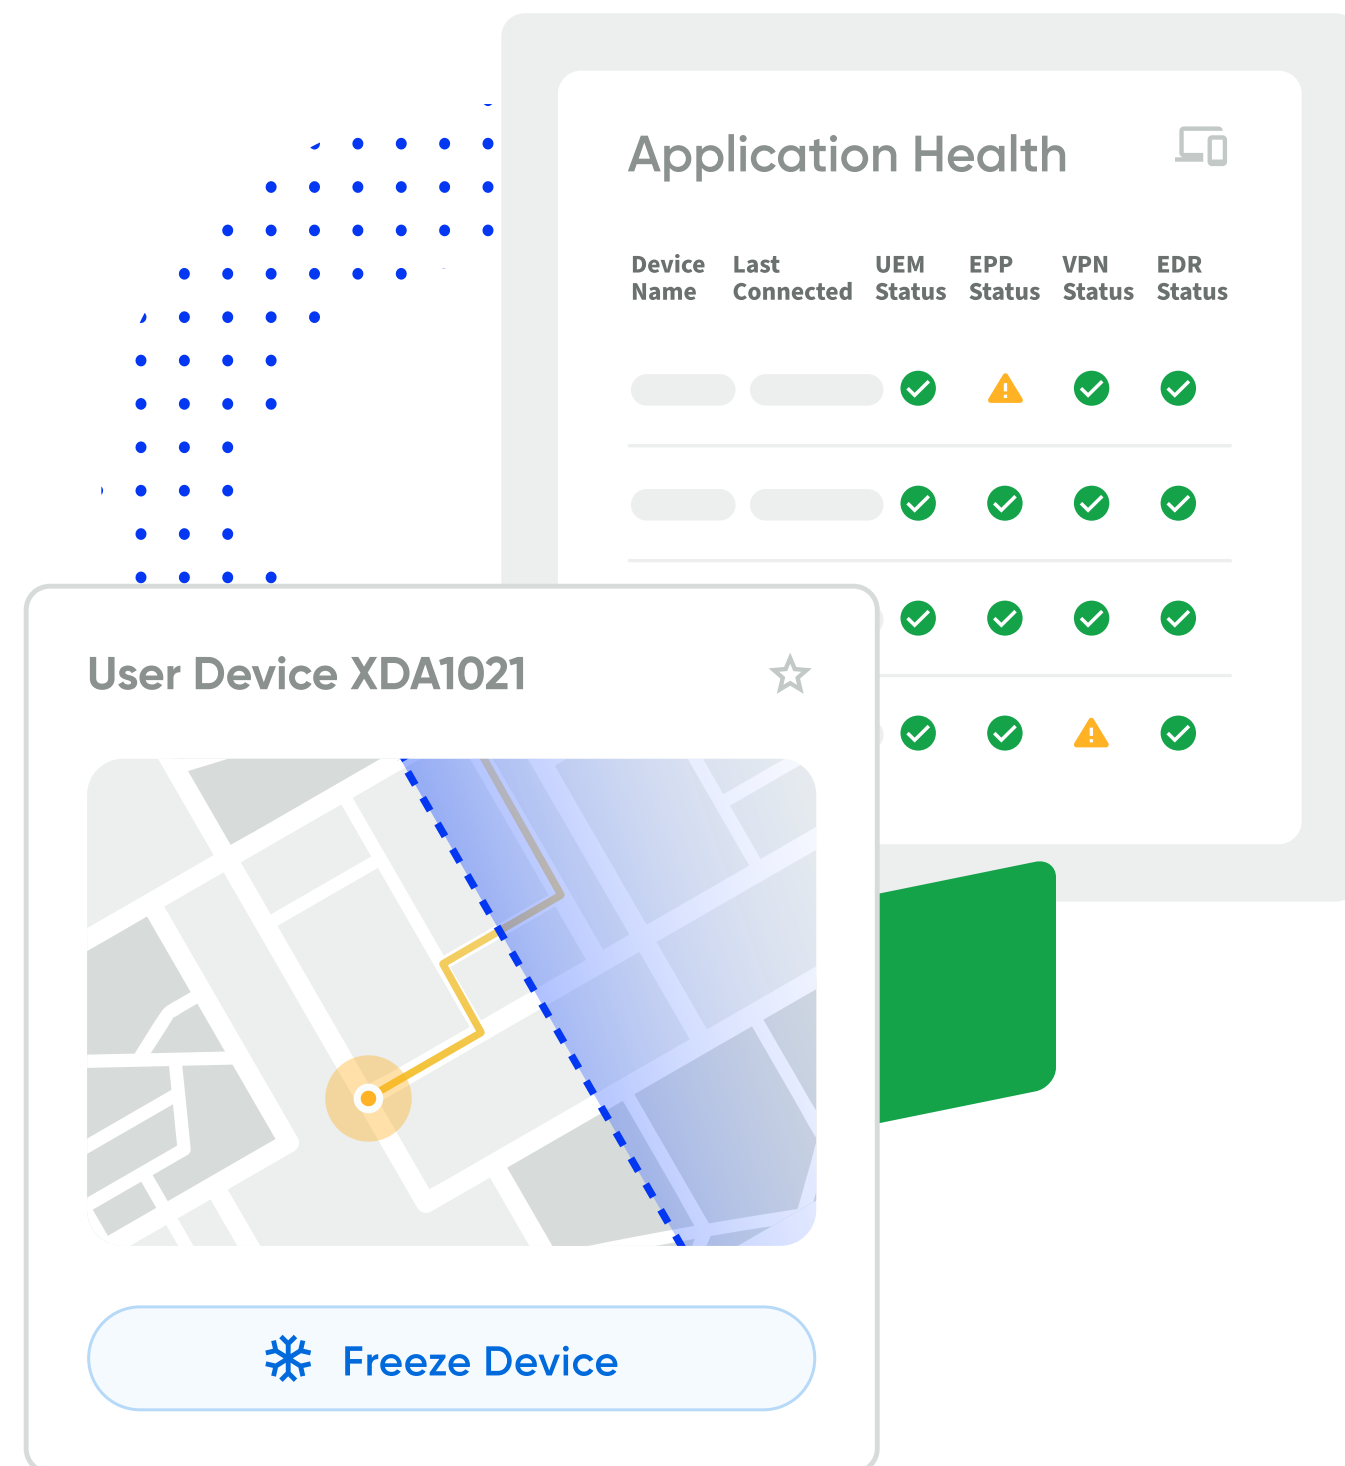 Application Health
Device Last UEM EPP VPN EDR
Name Connected Status Status Status Status
User Device XDA1021
Freeze Device